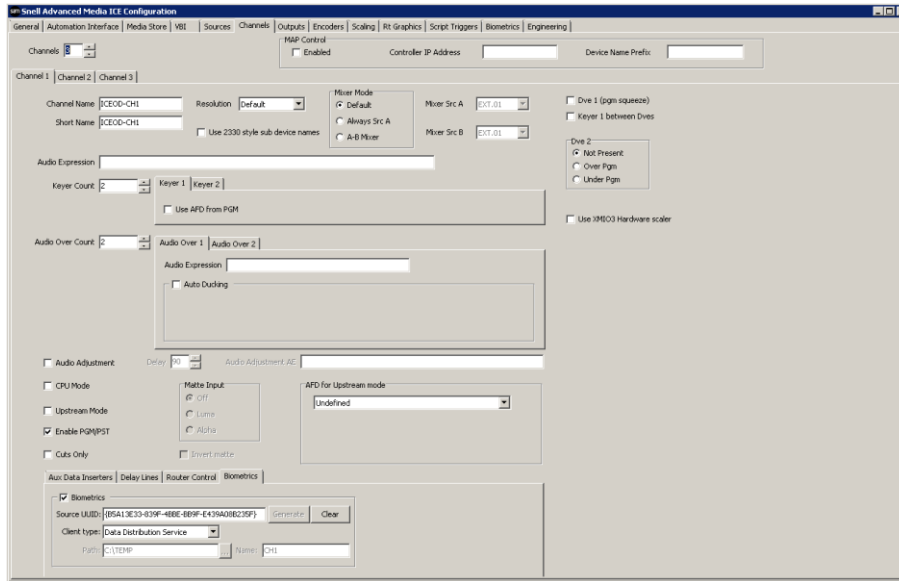 Snell Advanced Media ICE Configuration
General Automation Interface Media Store VBI Sources Channels Outputs Encoders Scaling Rt Graphics Script Triggers Biometrics Engineering
Channels 3
MAP Control
Enabled Controller IP Address Device Name Prefix
Channel 1 Channel 2 Channel 3
Channel Name ICEOD-CH1 Resolution Default
Short Name ICEOD-CH1
Use 2330 style sub device names
Mixer Mode
Default
Always Src A
A-B Mixer
Mixer Src A EXT.01
Mixer Src B EXT.01
Dve 1 (pgm squeeze)
Keyer 1 between Dves
Dve 2
Not Present
Over Pgm
Under Pgm
Audio Expression
Keyer Count 2 Keyer 1 Keyer 2
Use AFD from PGM
Use XMIO3 Hardware scaler
Audio Over Count 2 Audio Over 1 Audio Over 2
Audio Expression
Auto Ducking
Audio Adjustment Delay 90 Audio Adjustment AE
CPU Mode
Upstream Mode
Enable PGM/PST
Cuts Only
Matte Input
Off
Luma
Alpha
Invert matte
AFD for Upstream mode
Undefined
Aux Data Inserters Delay Lines Router Control Biometrics
Biometrics
Source UUID: {B5A13E33-839F-4BBE-BB9F-E439A08B235F} Generate Clear
Client type: Data Distribution Service
Path: C:\TEMP ... Name: CH1